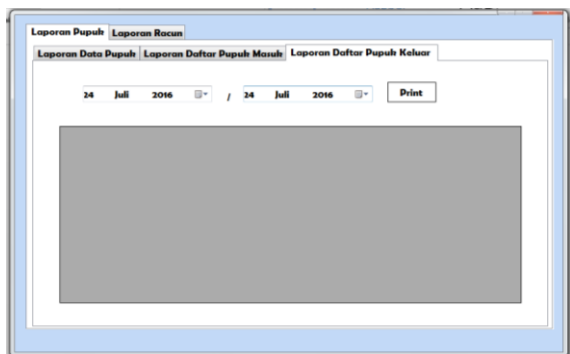 Laporan Pupuk Laporan Racun
Laporan Data Pupuk Laporan Daftar Pupuk Masuk Laporan Daftar Pupuk Keluar
24 Juli 2016 / 24 Juli 2016 Print